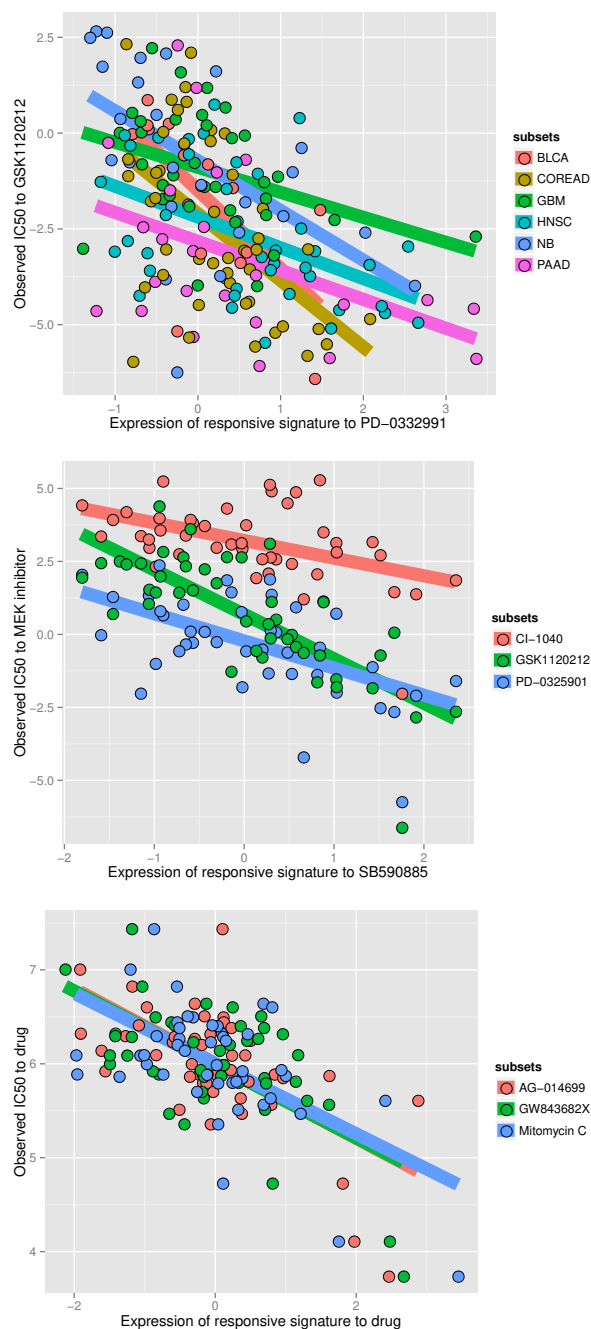 Observed IC50 to GSK1120212
2.5
0.0
−2.5
−5.0
−1
0
1
2
3
Expression of responsive signature to PD−0332991
subsets
BLCA
COREAD
GBM
HNSC
NB
PAAD
Observed IC50 to MEK inhibitor
5.0
2.5
0.0
−2.5
−5.0
−2
−1
0
1
2
Expression of responsive signature to SB590885
subsets
CI−1040
GSK1120212
PD−0325901
Observed IC50 to drug
7
6
5
4
−2
0
2
Expression of responsive signature to drug
subsets
AG−014699
GW843682X
Mitomycin C